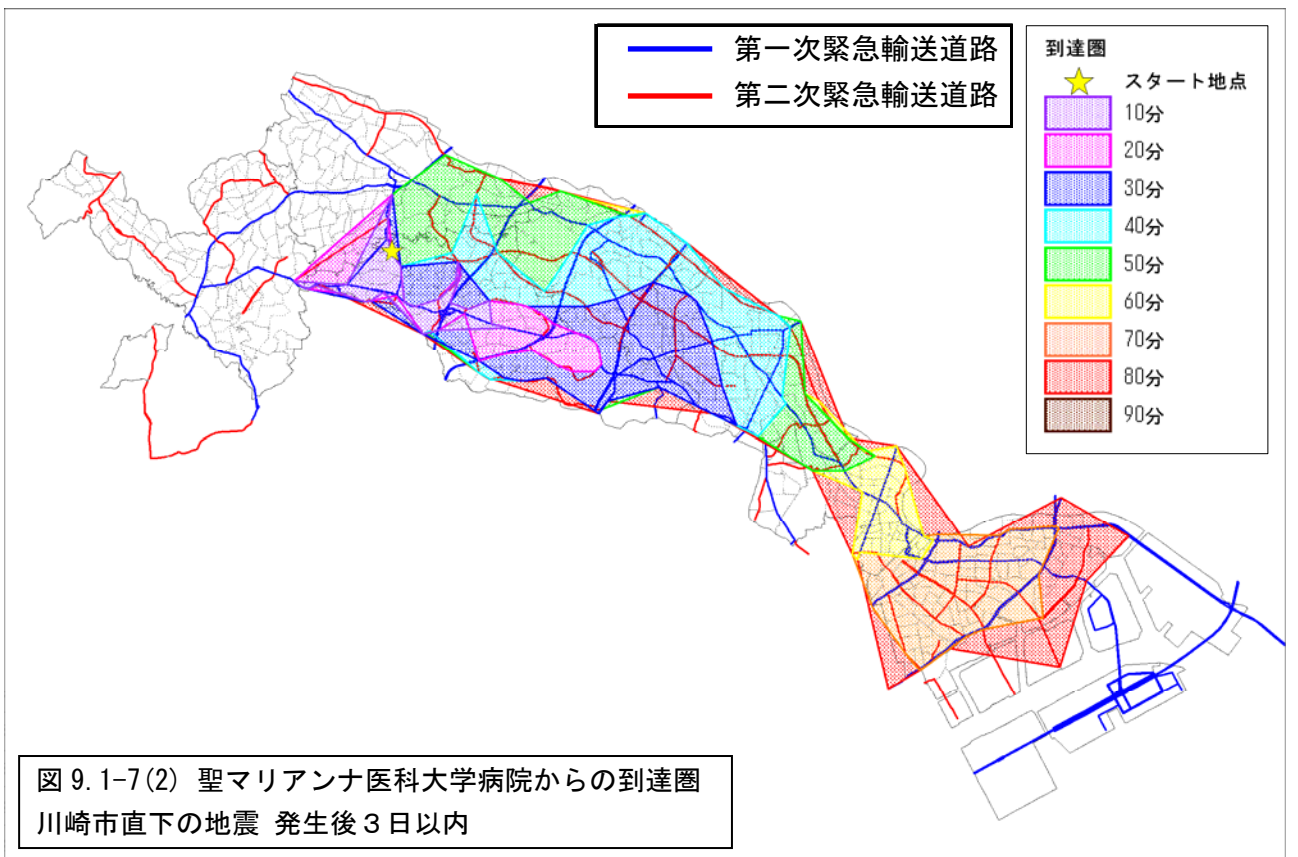 第一次緊急輸送道路
第二次緊急輸送道路
到達圏
スタート地点
10分
20分
30分
40分
50分
60分
70分
80分
90分
図 9.1-7(2) 聖マリアンナ医科大学病院からの到達圏
川崎市直下の地震 発生後３日以内